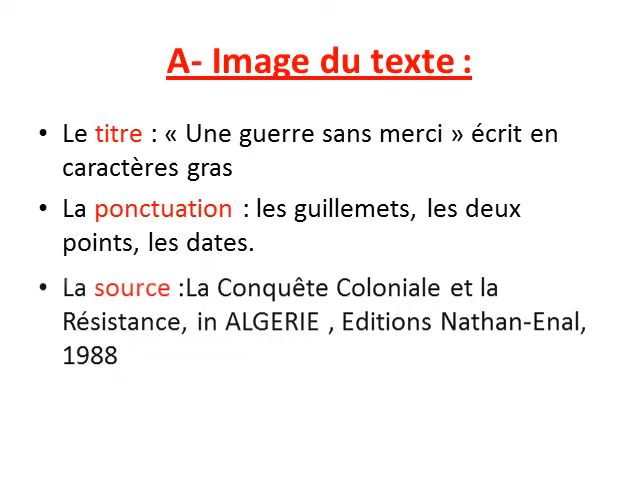 A- Image du texte :
• Le titre : « Une guerre sans merci » écrit en
caractères gras
• La ponctuation : les guillemets, les deux
points, les dates.
• La source :La Conquête Coloniale et la
Résistance, in ALGERIE , Editions Nathan-Enal,
1988